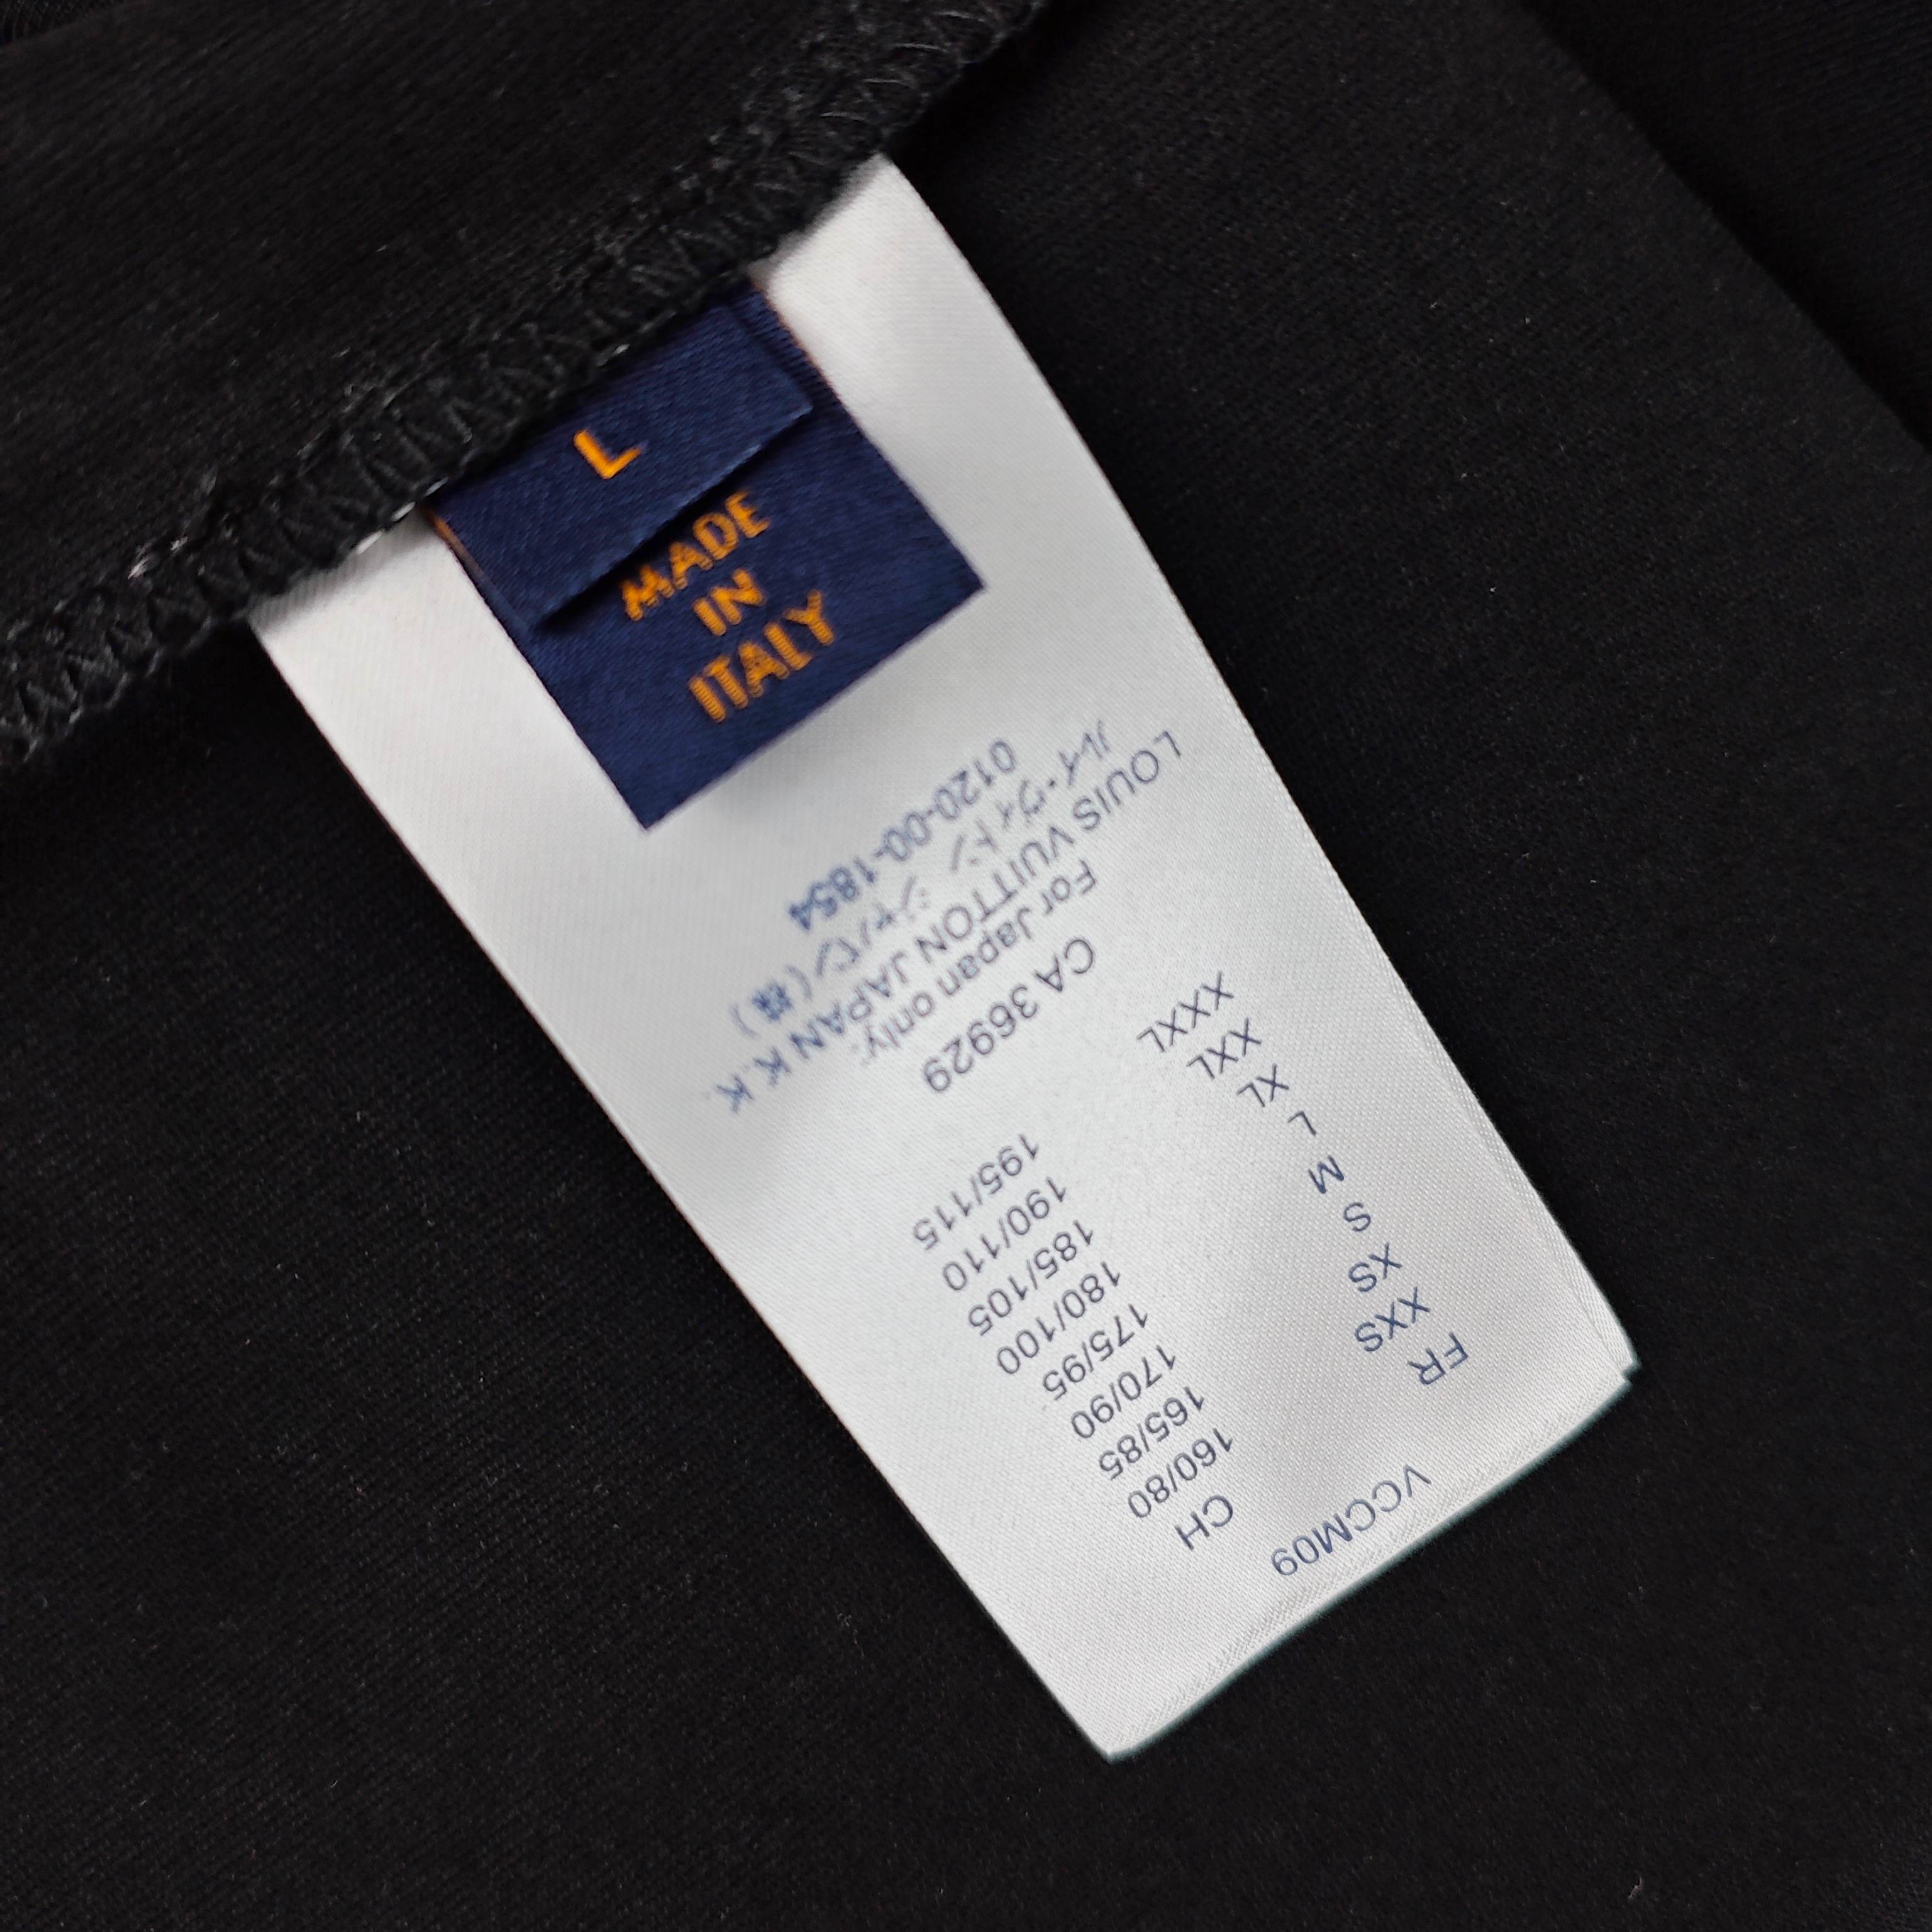 L
MADE
IN
ITALY
VCCM09
FR CH
XXS 160/80
XS 165/85
S 170/90
M 175/95
L 180/100
XL 185/105
XXL 190/110
XXXL 195/115
CA 36929
For Japan only:
LOUIS VUITTON JAPAN K.K.
ルイ・ヴィトン ジャパン(株)
0120-00-1854